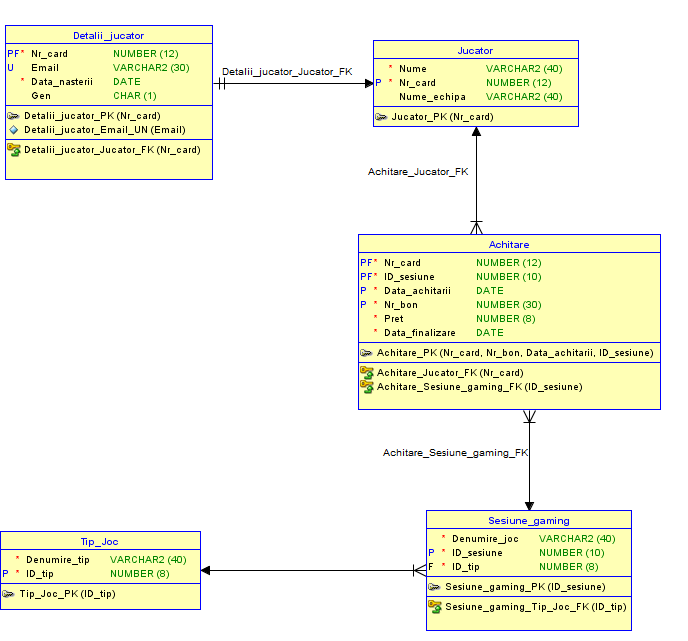 Detalii_jucator
PF* Nr_card NUMBER (12)
U Email VARCHAR2 (30)
* Data_nasterii DATE
Gen CHAR (1)
Detalii_jucator_PK (Nr_card)
Detalii_jucator_Email_UN (Email)
Detalii_jucator_Jucator_FK (Nr_card)
Detalii_jucator_Jucator_FK
Jucator
* Nume VARCHAR2 (40)
P * Nr_card NUMBER (12)
Nume_echipa VARCHAR2 (40)
Jucator_PK (Nr_card)
Achitare_Jucator_FK
Achitare
PF* Nr_card NUMBER (12)
PF* ID_sesiune NUMBER (10)
P * Data_achitarii DATE
P * Nr_bon NUMBER (30)
* Pret NUMBER (8)
* Data_finalizare DATE
Achitare_PK (Nr_card, Nr_bon, Data_achitarii, ID_sesiune)
Achitare_Jucator_FK (Nr_card)
Achitare_Sesiune_gaming_FK (ID_sesiune)
Achitare_Sesiune_gaming_FK
Sesiune_gaming
* Denumire_joc VARCHAR2 (40)
P * ID_sesiune NUMBER (10)
F * ID_tip NUMBER (8)
Sesiune_gaming_PK (ID_sesiune)
Sesiune_gaming_Tip_Joc_FK (ID_tip)
Tip_Joc
* Denumire_tip VARCHAR2 (40)
P * ID_tip NUMBER (8)
Tip_Joc_PK (ID_tip)